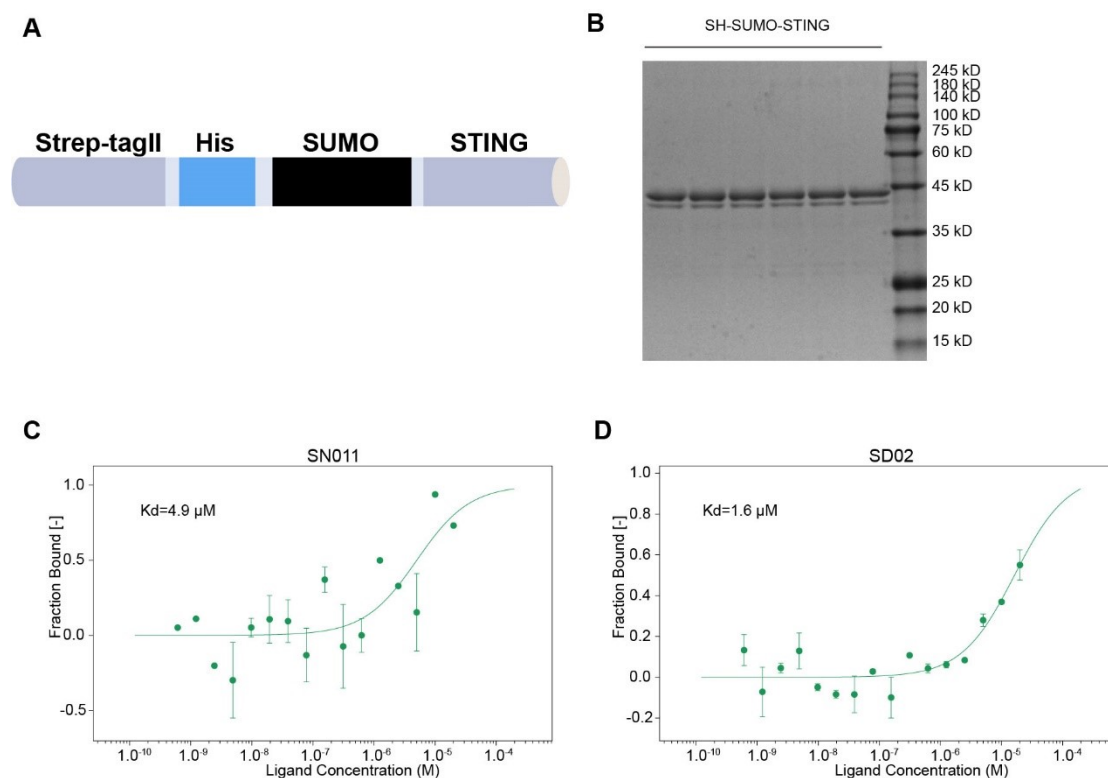 A
Strep-tagII His SUMO STING
B
SH-SUMO-STING
245 kD
180 kD
140 kD
100 kD
75 kD
60 kD
45 kD
35 kD
25 kD
20 kD
15 kD
C
SN011
Kd=4.9 μM
Fraction Bound [-]
1.0
0.5
0.0
-0.5
1.0⁻¹⁰ 1.0⁻⁹ 1.0⁻⁸ 1.0⁻⁷ 1.0⁻⁶ 1.0⁻⁵ 1.0⁻⁴
Ligand Concentration (M)
D
SD02
Kd=1.6 μM
Fraction Bound [-]
1.0
0.8
0.6
0.4
0.2
0.0
-0.2
1.0⁻¹⁰ 1.0⁻⁹ 1.0⁻⁸ 1.0⁻⁷ 1.0⁻⁶ 1.0⁻⁵ 1.0⁻⁴
Ligand Concentration (M)